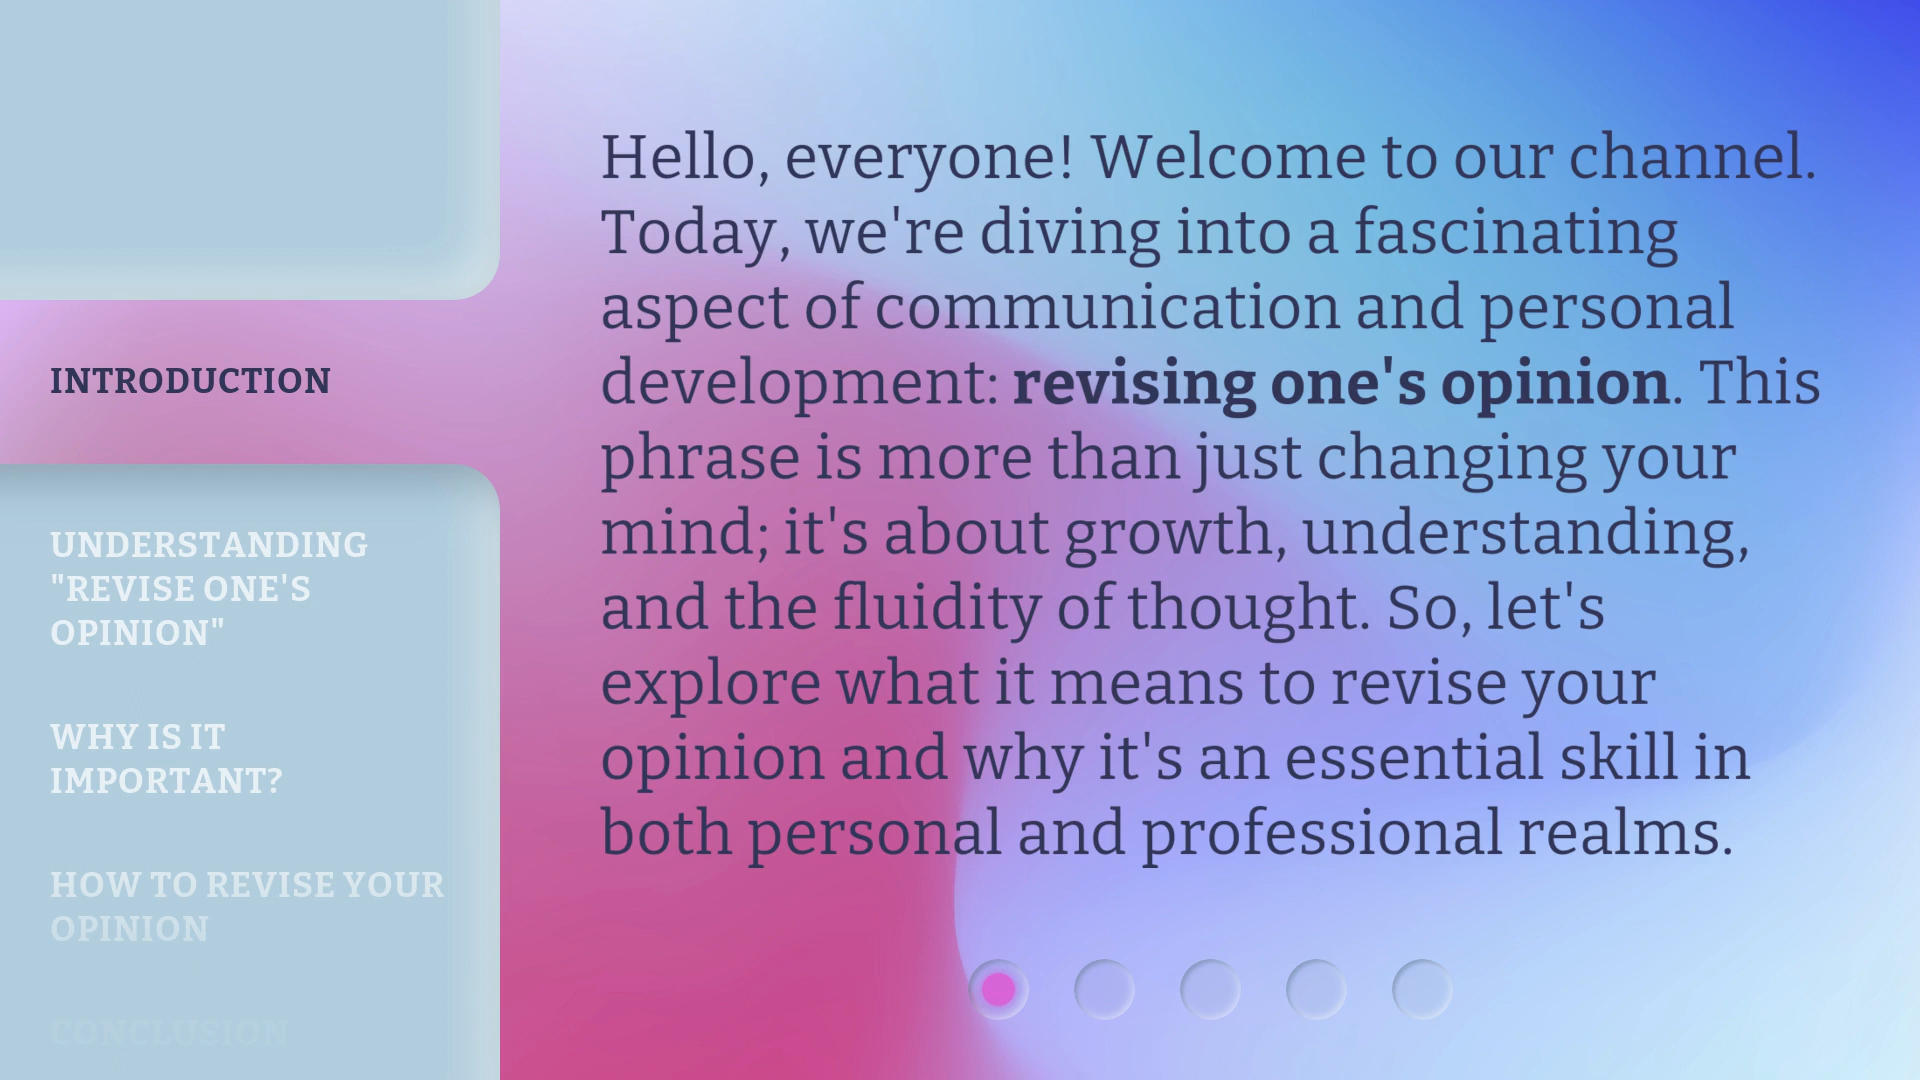 INTRODUCTION
UNDERSTANDING
"REVISE ONE'S
OPINION"
WHY IS IT
IMPORTANT?
HOW TO REVISE YOUR
OPINION
CONCLUSION
Hello, everyone! Welcome to our channel.
Today, we're diving into a fascinating
aspect of communication and personal
development: revising one's opinion. This
phrase is more than just changing your
mind; it's about growth, understanding,
and the fluidity of thought. So, let's
explore what it means to revise your
opinion and why it's an essential skill in
both personal and professional realms.